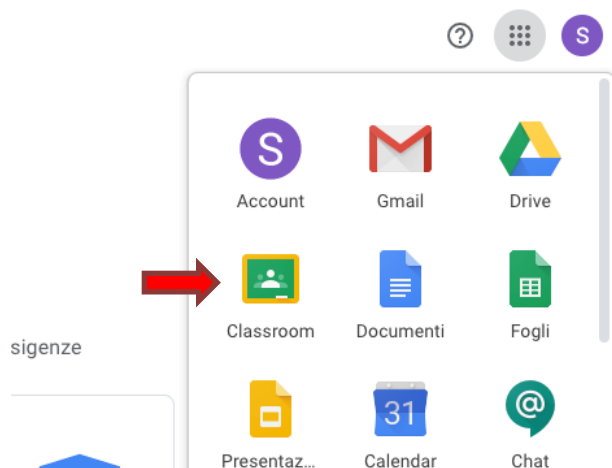 S
S
Account Gmail Drive
Classroom Documenti Fogli
sigenze
31
@
Presentaz... Calendar Chat